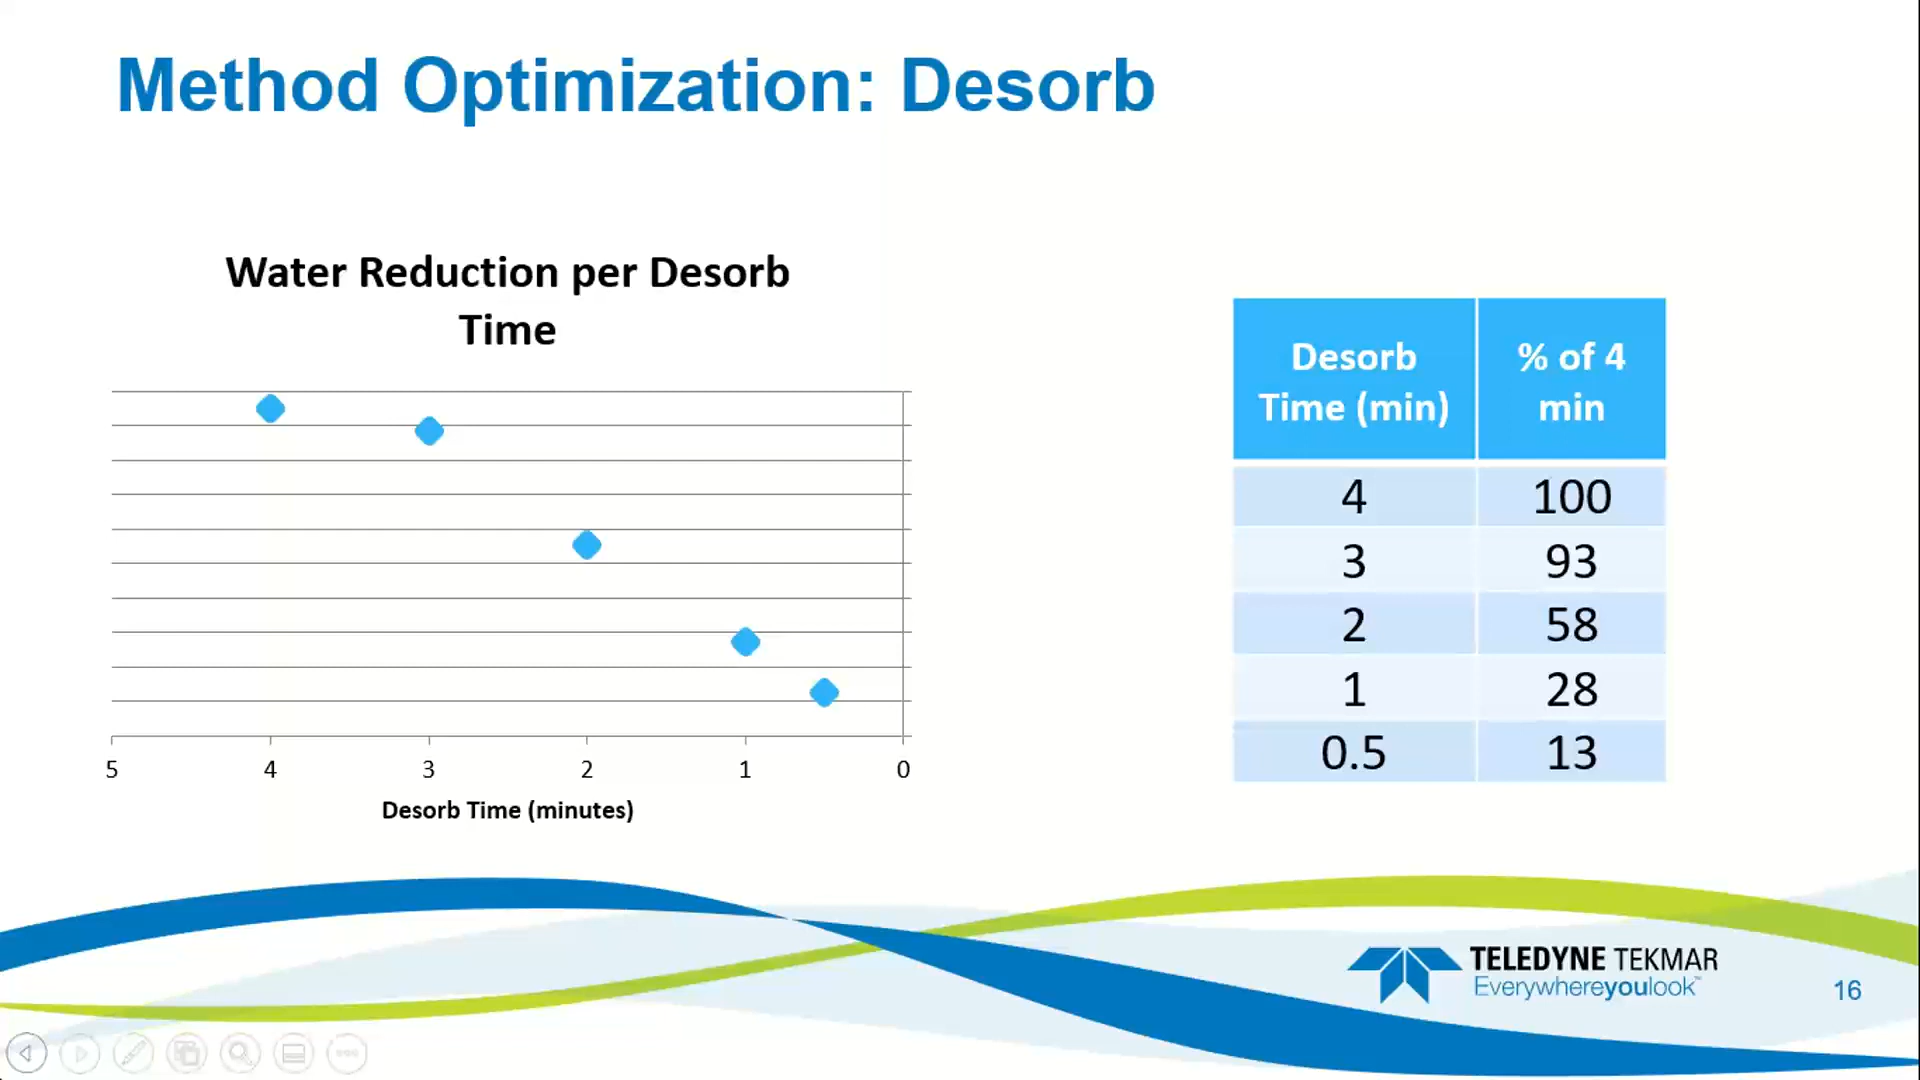 Method Optimization: Desorb
Water Reduction per Desorb
Time
5 4 3 2 1 0
Desorb Time (minutes)
Desorb % of 4
Time (min) min
4 100
3 93
2 58
1 28
0.5 13
TELEDYNE TEKMAR
Everywhereyoulook™
16